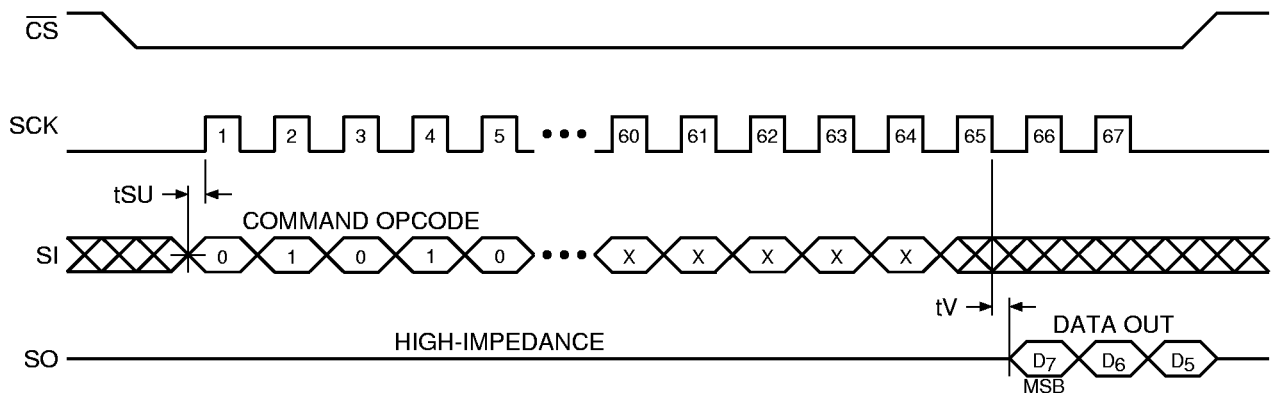 CS
SCK 1 2 3 4 5 ••• 60 61 62 63 64 65 66 67
tSU
COMMAND OPCODE
SI 0 1 0 1 0 ••• X X X X X
tV
DATA OUT
HIGH-IMPEDANCE
SO D7 D6 D5
MSB